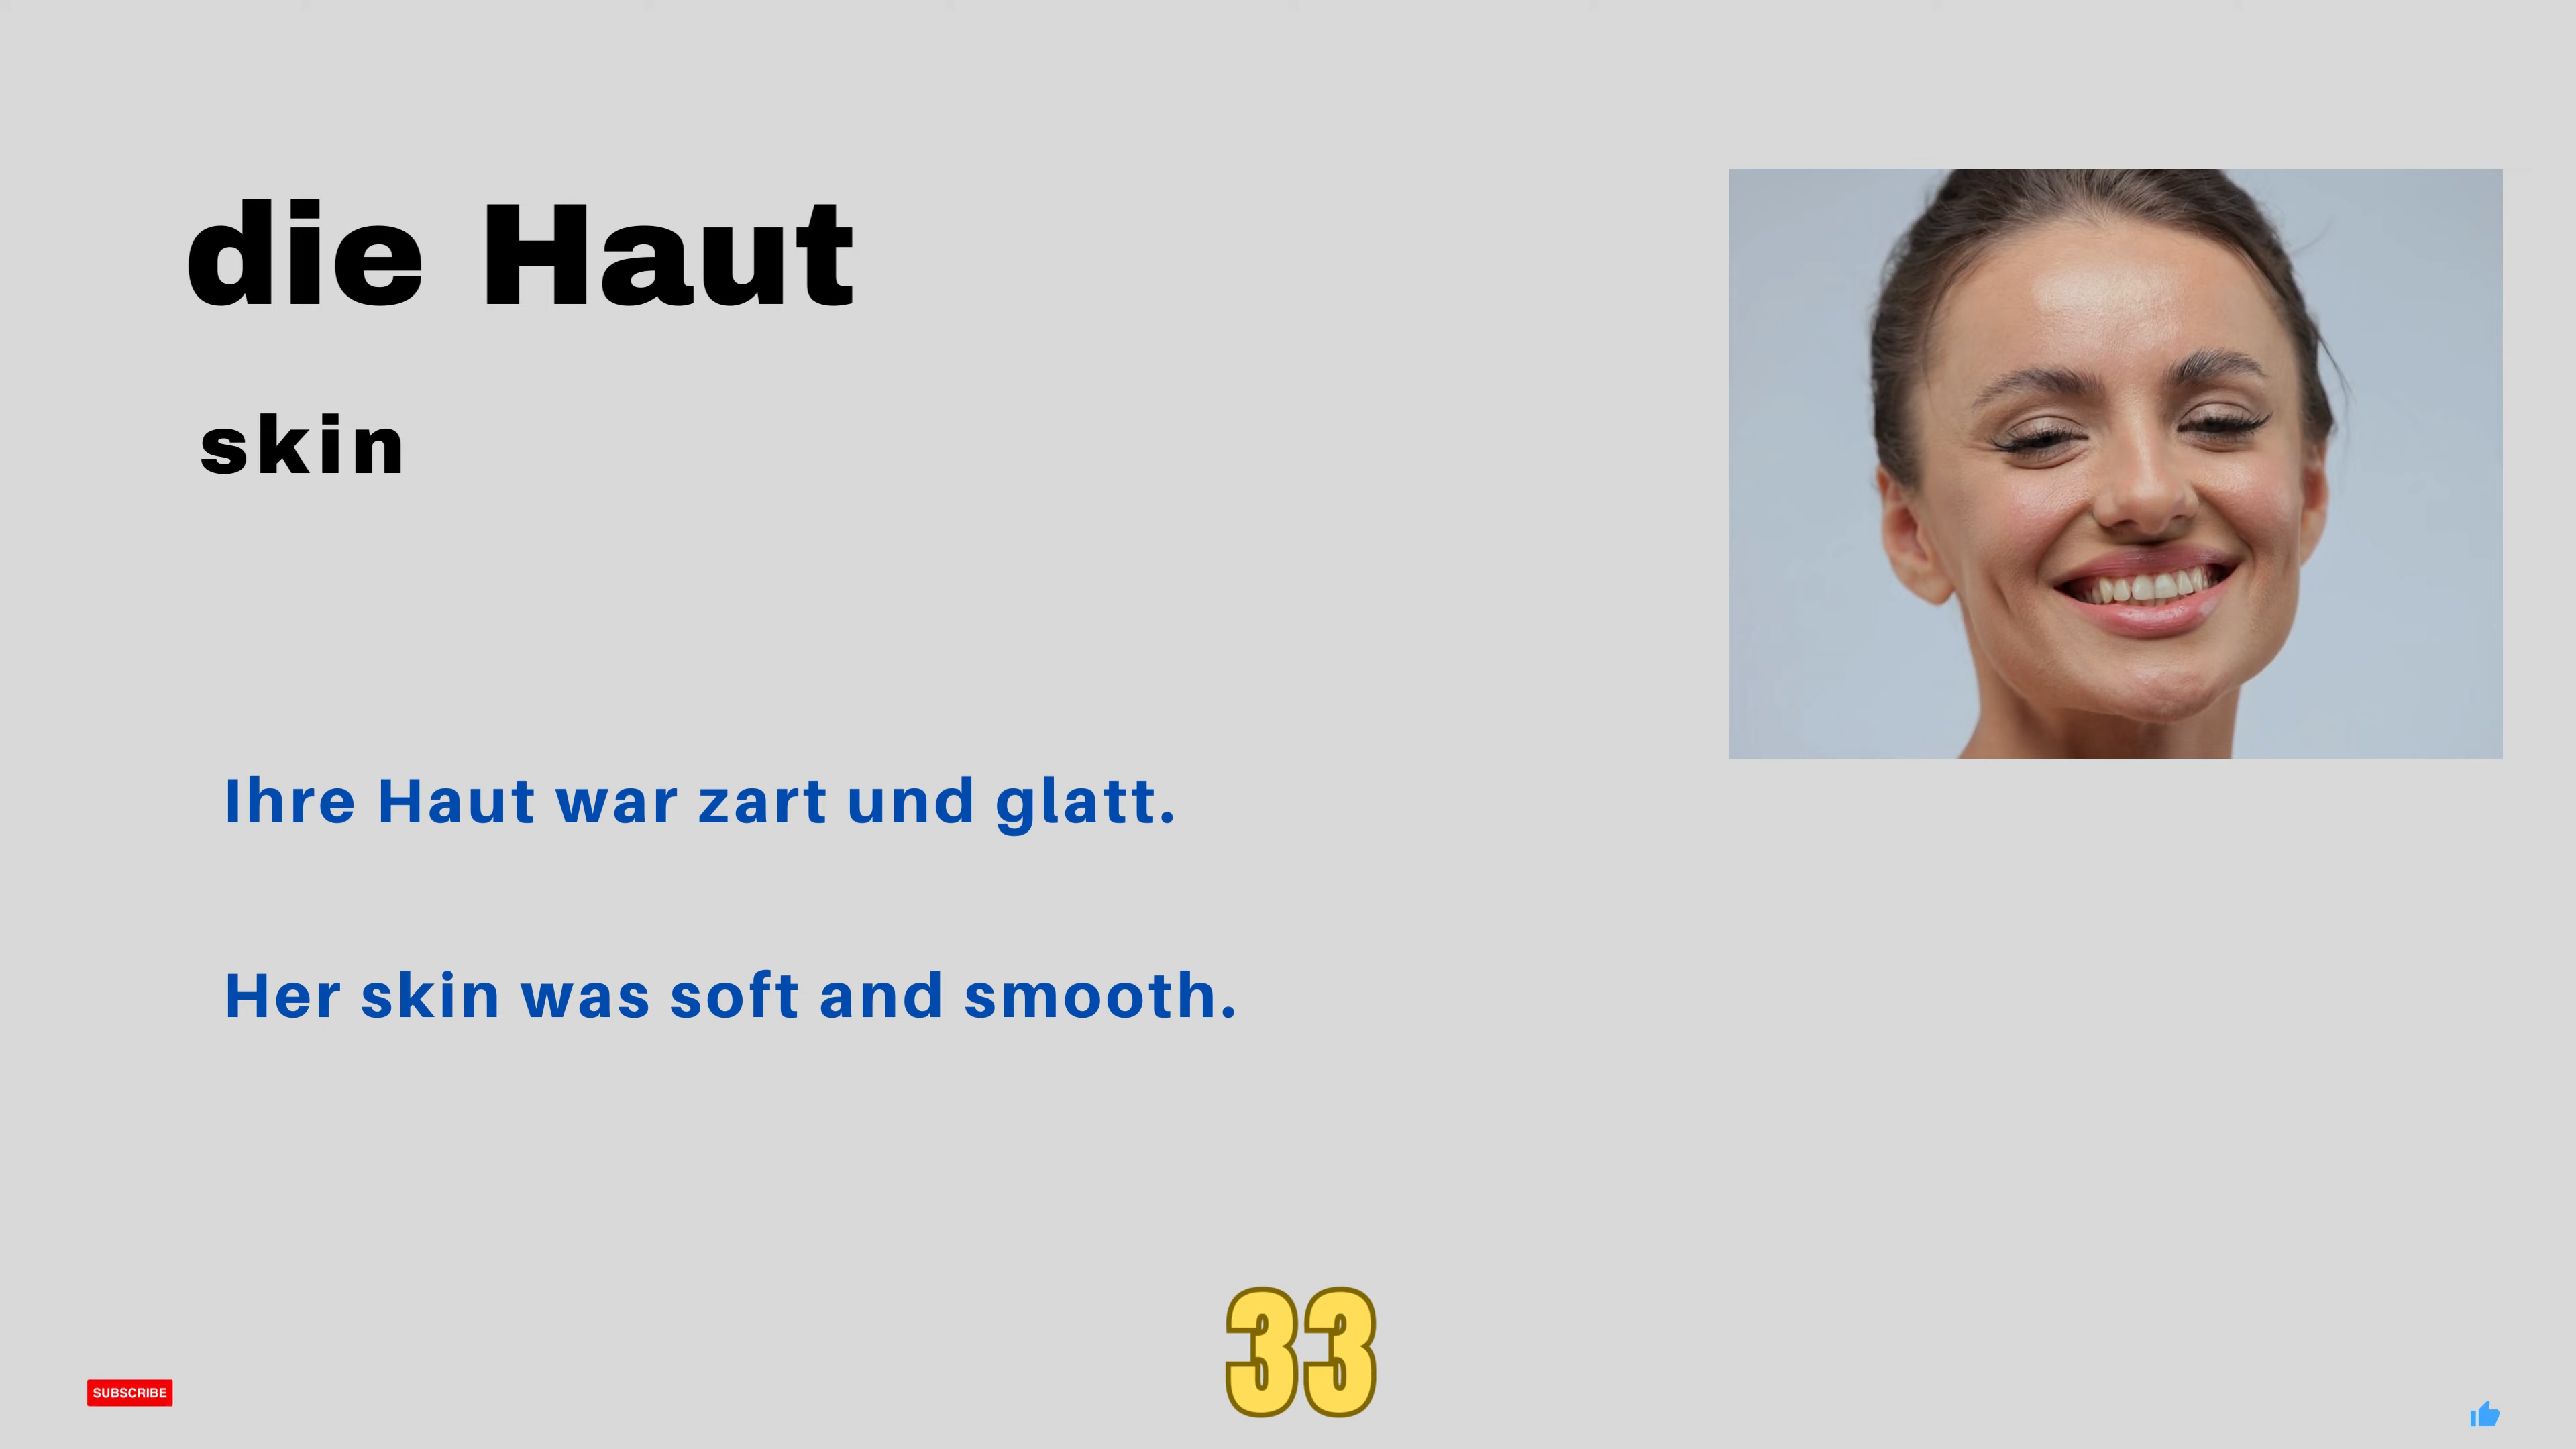 die Haut
skin
Ihre Haut war zart und glatt.
Her skin was soft and smooth.
33
SUBSCRIBE